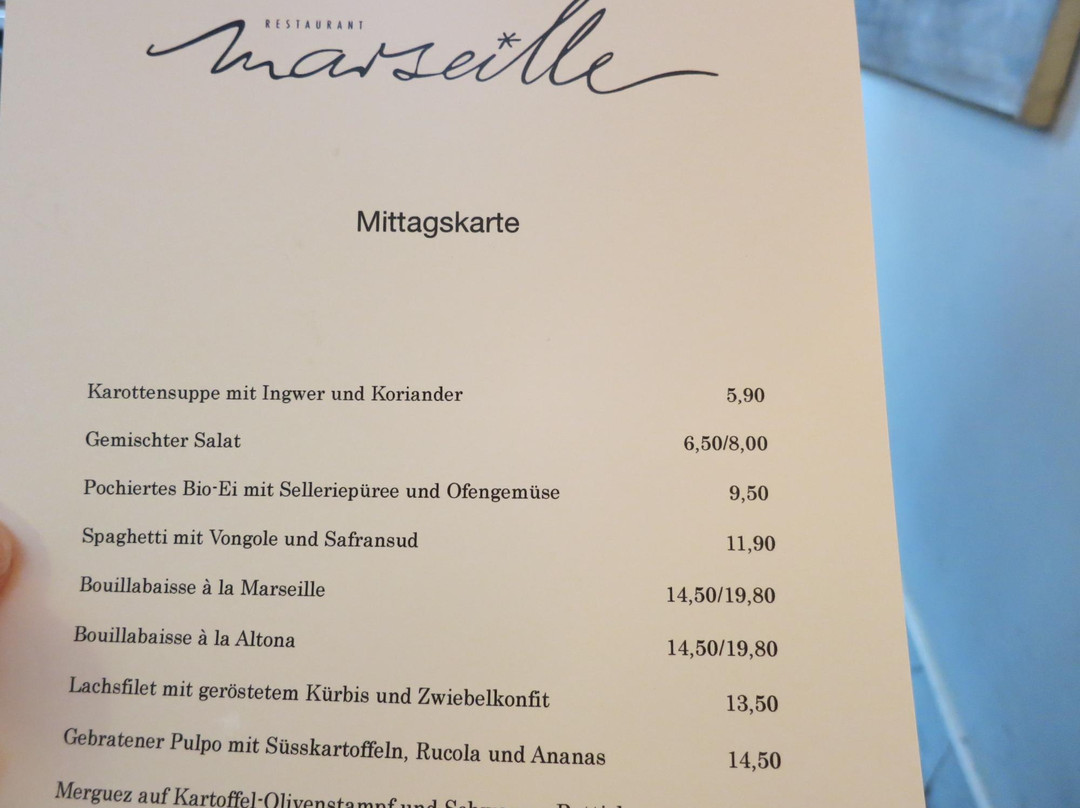 RESTAURANT
marseille
Mittagskarte
Karottensuppe mit Ingwer und Koriander 5,90
Gemischter Salat 6,50/8,00
Pochiertes Bio-Ei mit Selleriepüree und Ofengemüse 9,50
Spaghetti mit Vongole und Safransud 11,90
Bouillabaisse à la Marseille 14,50/19,80
Bouillabaisse à la Altona 14,50/19,80
Lachsfilet mit geröstetem Kürbis und Zwiebelkonfit 13,50
Gebratener Pulpo mit Süsskartoffeln, Rucola und Ananas 14,50
Merguez auf Kartoffel-Olivenstampf und